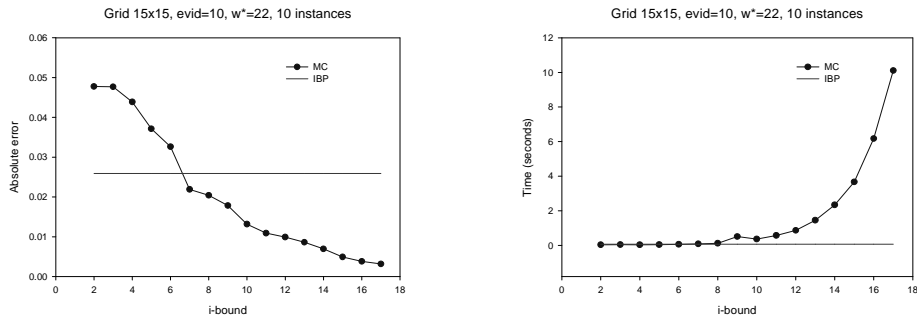 Grid 15x15, evid=10, w*=22, 10 instances
0.06
0.05
0.04
0.03
0.02
0.01
0.00
Absolute error
MC
IBP
0 2 4 6 8 10 12 14 16 18
i-bound
Grid 15x15, evid=10, w*=22, 10 instances
12
10
8
6
4
2
0
Time (seconds)
MC
IBP
0 2 4 6 8 10 12 14 16 18
i-bound